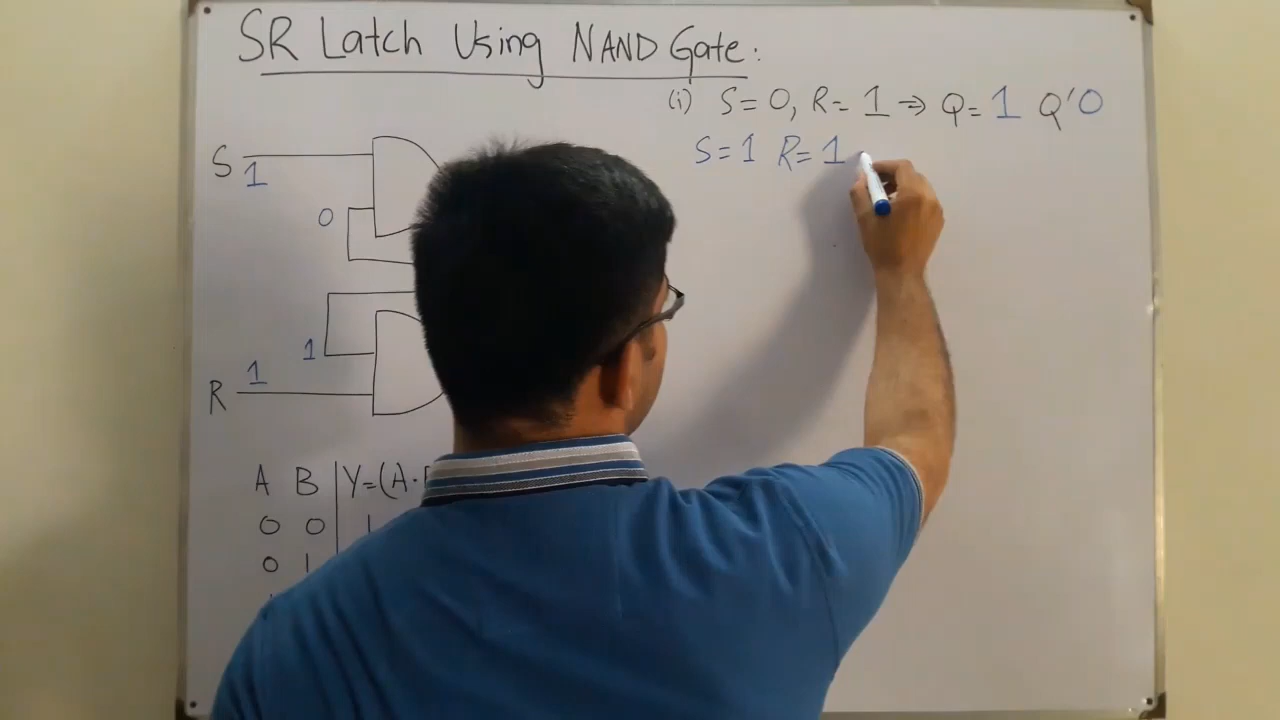 SR Latch Using NAND Gate:
(i) S=0, R=1 ⇒ Q=1 Q'0
S=1 R=1
S 1
0
1
R 1
A B Y=(A·
0 0 1
0 1